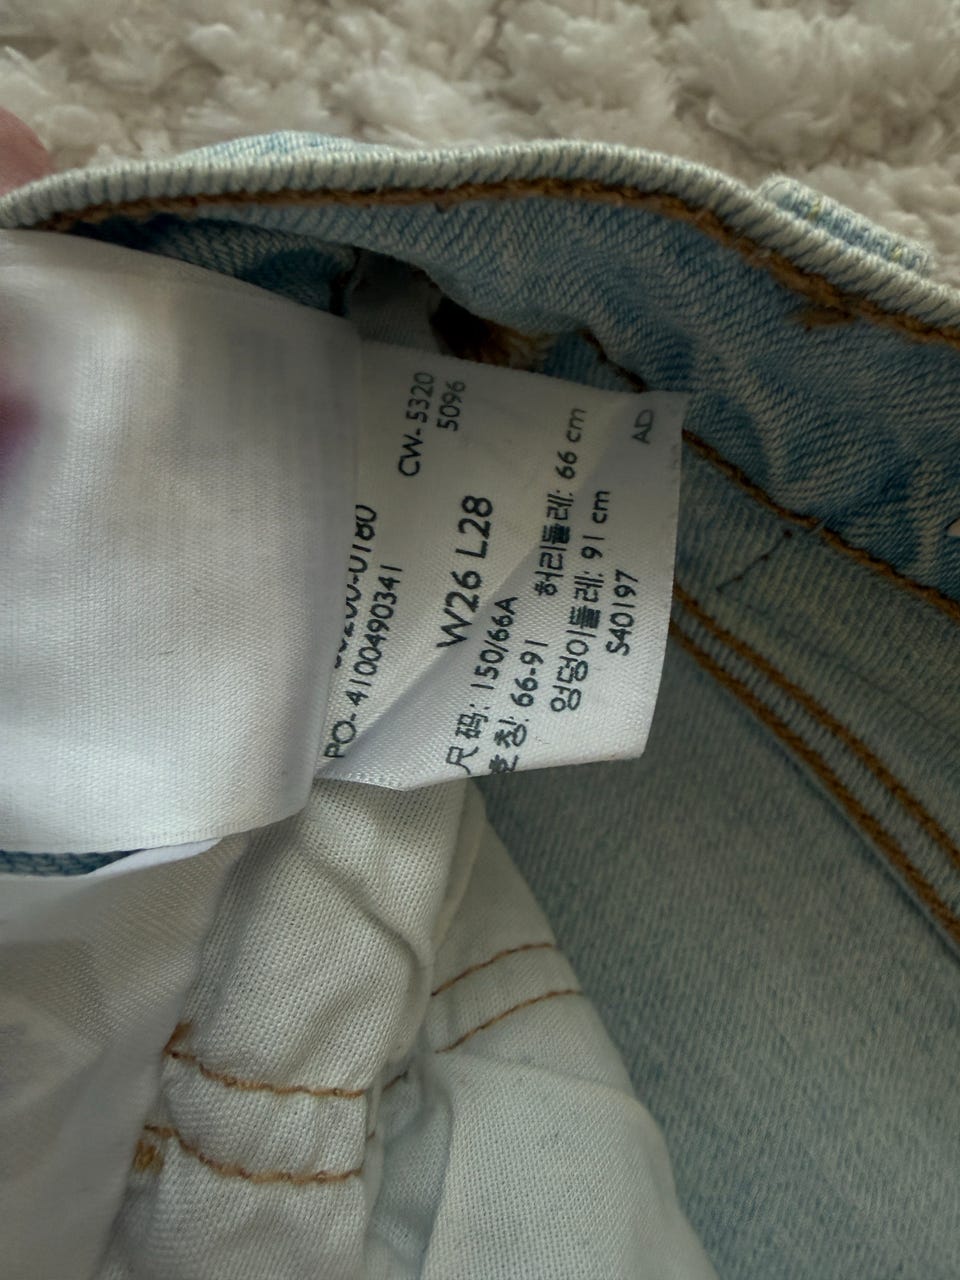 CW- 5320
5096
-0180
PO- 4100490341
W26 L28
尺码: 150/66A
호칭: 66-91
허리둘레: 66 cm
엉덩이둘레: 91 cm
S40197
AD